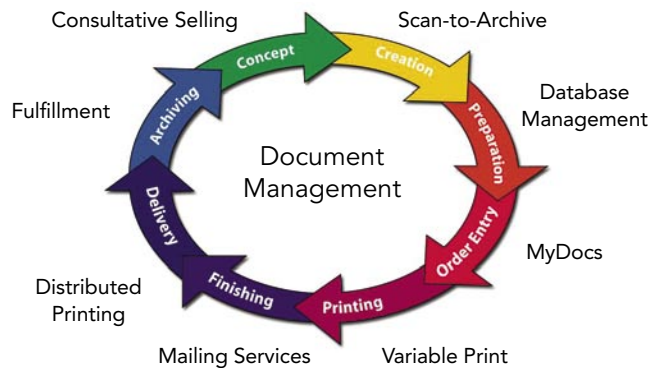 Consultative Selling
Scan-to-Archive
Concept
Creation
Fulfillment
Archiving
Database
Management
Preparation
Document
Management
Delivery
Order Entry
MyDocs
Distributed
Printing
Finishing
Printing
Mailing Services
Variable Print